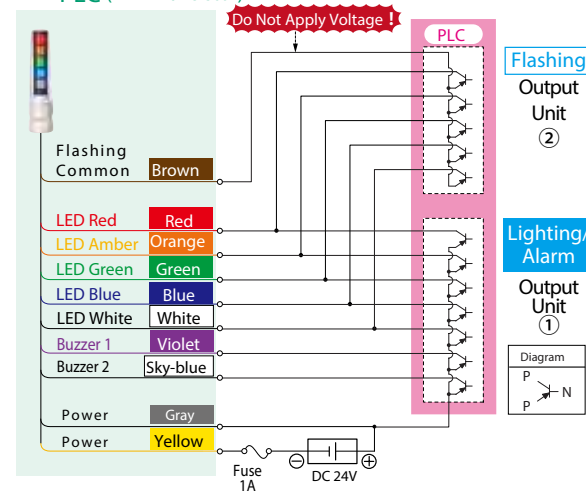 PLC (
Do Not Apply Voltage !
PLC
Flashing
Output
Unit
②
Flashing
Common
Brown
LED Red
Red
LED Amber
Orange
LED Green
Green
LED Blue
Blue
LED White
White
Buzzer 1
Violet
Buzzer 2
Sky-blue
Power
Gray
Power
Yellow
Fuse
1A
DC 24V
Lighting/
Alarm
Output
Unit
①
Diagram
P
N
P